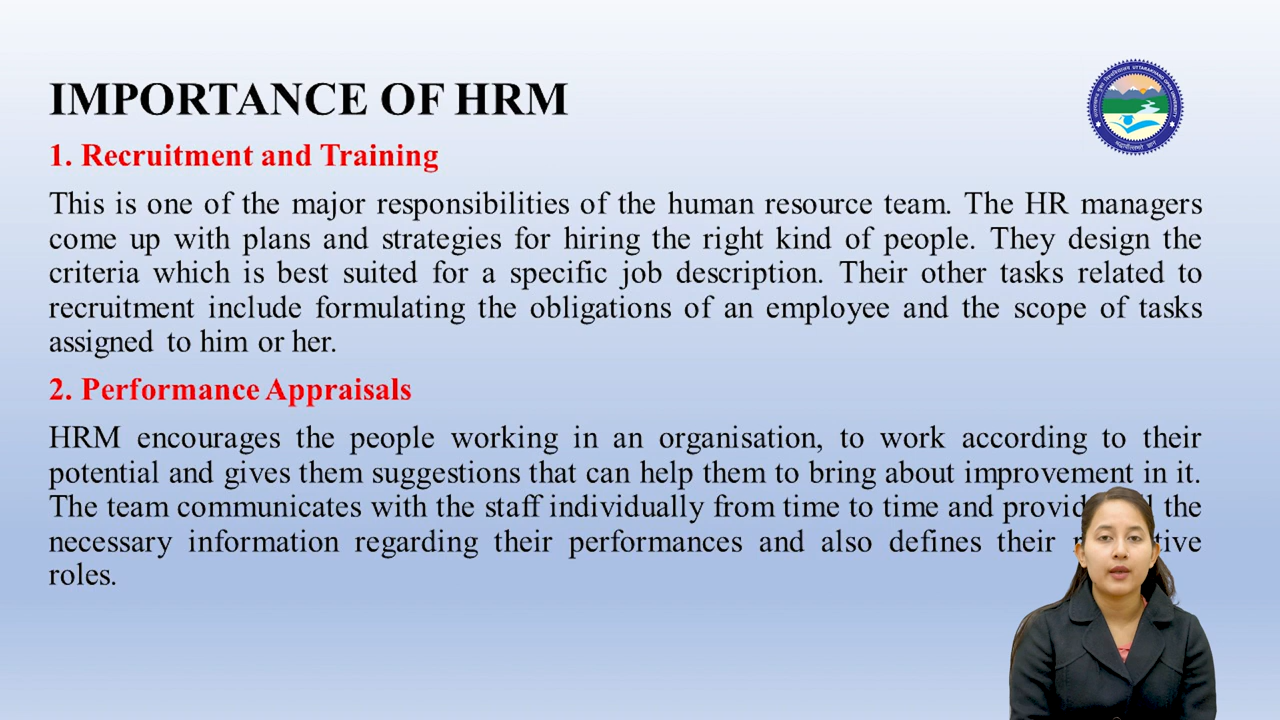 IMPORTANCE OF HRM
1. Recruitment and Training
This is one of the major responsibilities of the human resource team. The HR managers
come up with plans and strategies for hiring the right kind of people. They design the
criteria which is best suited for a specific job description. Their other tasks related to
recruitment include formulating the obligations of an employee and the scope of tasks
assigned to him or her.
2. Performance Appraisals
HRM encourages the people working in an organisation, to work according to their
potential and gives them suggestions that can help them to bring about improvement in it.
The team communicates with the staff individually from time to time and the
necessary information regarding their performances and also defines their
roles.
UTTARAKHAND OPEN UNIVERSITY